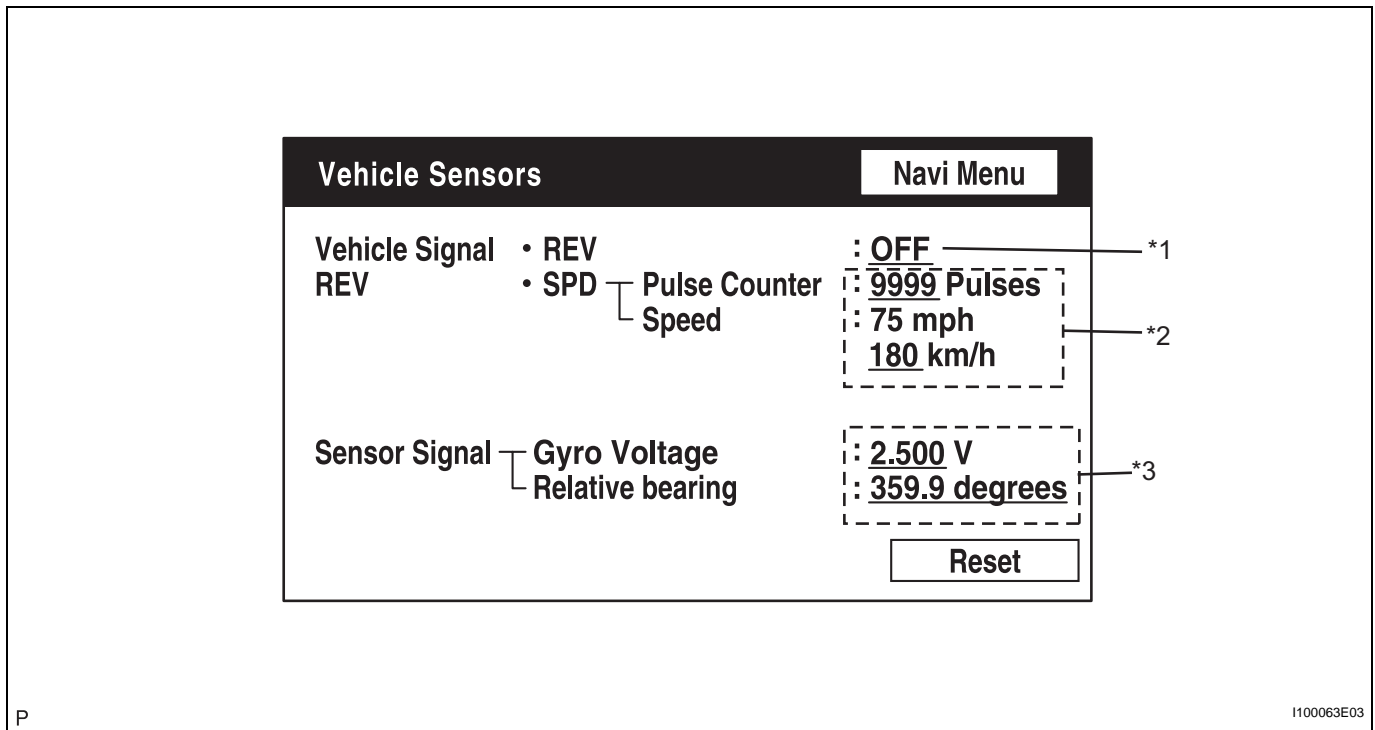 Vehicle Sensors Navi Menu
Vehicle Signal • REV : OFF *1
REV • SPD Pulse Counter : 9999 Pulses
Speed : 75 mph *2
180 km/h
Sensor Signal Gyro Voltage : 2.500 V
Relative bearing : 359.9 degrees *3
Reset
P I100063E03